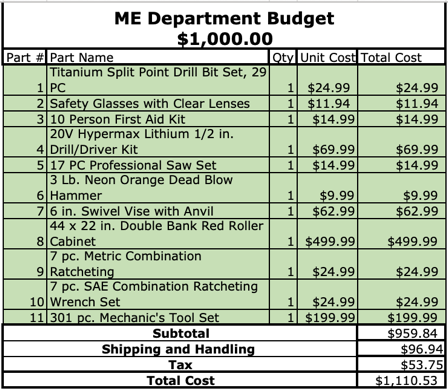 ME Department Budget
$1,000.00
Part # Part Name Qty Unit Cost Total Cost
Titanium Split Point Drill Bit Set, 29
1 PC 1 $24.99 $24.99
2 Safety Glasses with Clear Lenses 1 $11.94 $11.94
3 10 Person First Aid Kit 1 $14.99 $14.99
20V Hypermax Lithium 1/2 in.
4 Drill/Driver Kit 1 $69.99 $69.99
5 17 PC Professional Saw Set 1 $14.99 $14.99
3 Lb. Neon Orange Dead Blow
6 Hammer 1 $9.99 $9.99
7 6 in. Swivel Vise with Anvil 1 $62.99 $62.99
44 x 22 in. Double Bank Red Roller
8 Cabinet 1 $499.99 $499.99
7 pc. Metric Combination
9 Ratcheting 1 $24.99 $24.99
7 pc. SAE Combination Ratcheting
10 Wrench Set 1 $24.99 $24.99
11 301 pc. Mechanic's Tool Set 1 $199.99 $199.99
Subtotal $959.84
Shipping and Handling $96.94
Tax $53.75
Total Cost $1,110.53